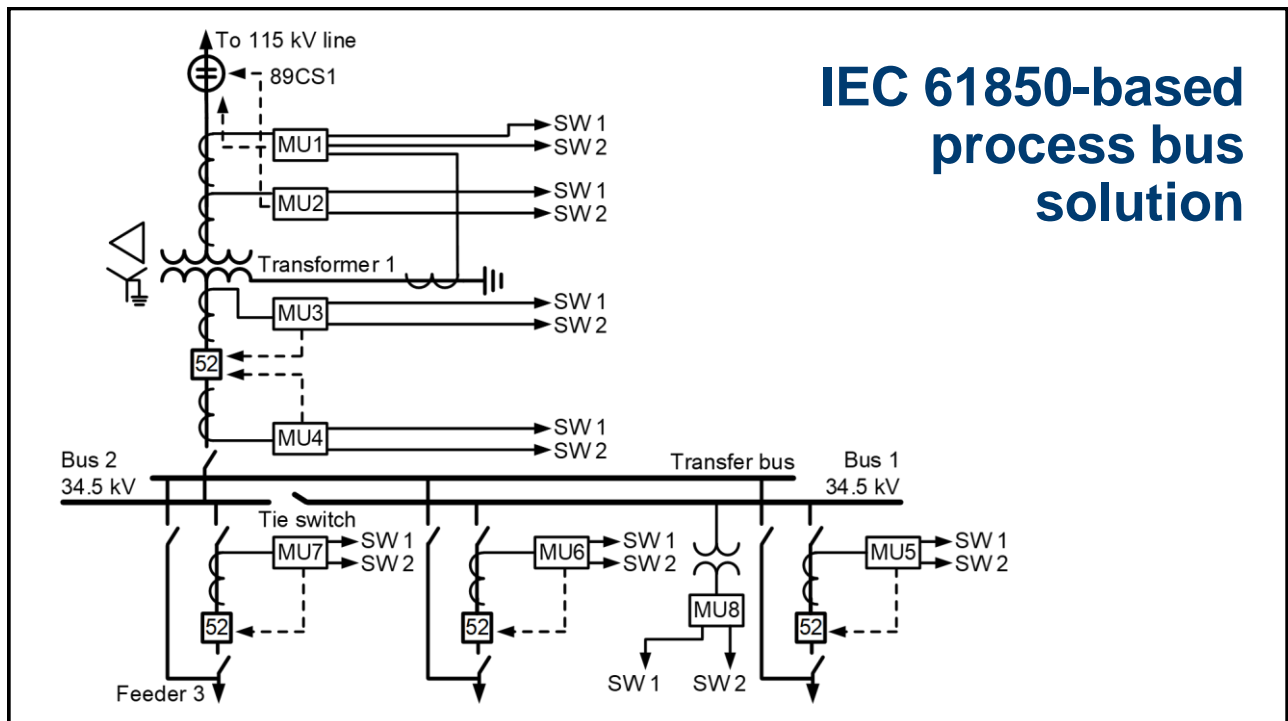 To 115 kV line
IEC 61850-based
process bus
solution
89CS1
SW 1
MU1
SW 2
SW 1
MU2
SW 2
Transformer 1
SW 1
MU3
SW 2
52
SW 1
MU4
SW 2
Bus 2
34.5 kV
Transfer bus
Bus 1
34.5 kV
Tie switch
MU7
SW 1
SW 2
MU6
SW 1
SW 2
MU5
SW 1
SW 2
MU8
52
52
52
SW 1
SW 2
Feeder 3